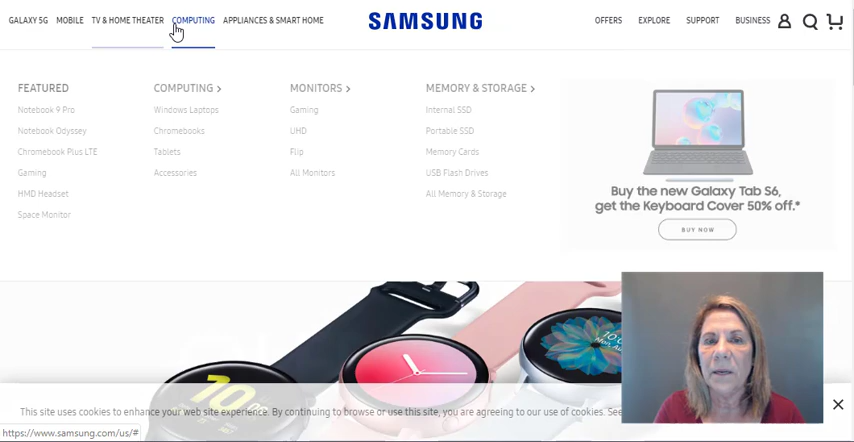 GALAXY 5G MOBILE TV & HOME THEATER COMPUTING APPLIANCES & SMART HOME SAMSUNG OFFERS EXPLORE SUPPORT BUSINESS
FEATURED
Notebook 9 Pro
Notebook Odyssey
Chromebook Plus LTE
Gaming
HMD Headset
Space Monitor
COMPUTING
Windows Laptops
Chromebooks
Tablets
Accessories
MONITORS
Gaming
UHD
Flip
All Monitors
MEMORY & STORAGE
Internal SSD
Portable SSD
Memory Cards
USB Flash Drives
All Memory & Storage
Buy the new Galaxy Tab S6,
get the Keyboard Cover 50% off.*
BUY NOW
This site uses cookies to enhance your web site experience. By continuing to browse or use this site, you are agreeing to our use of cookies. See
https://www.samsung.com/us/#